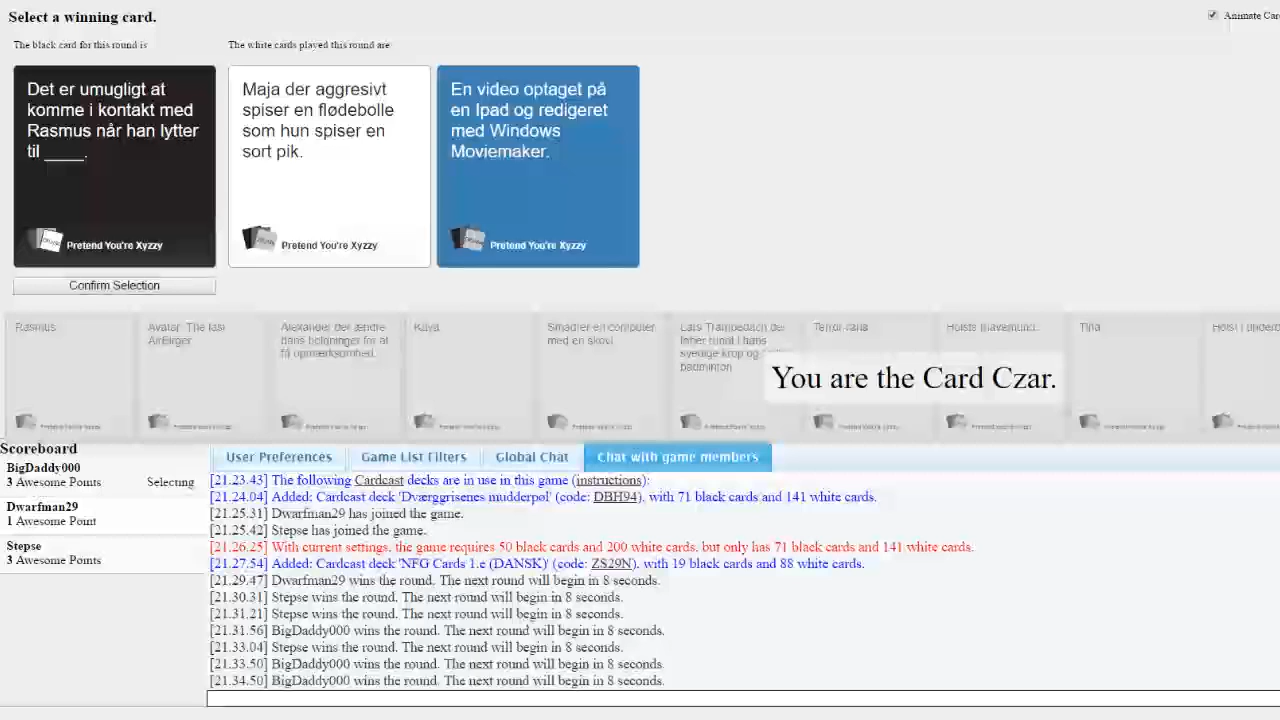 Select a winning card.
Animate Car
The black card for this round is
The white cards played this round are
Det er umugligt at
komme i kontakt med
Rasmus når han lytter
til ____.
Pretend You're Xyzzy
Maja der aggresivt
spiser en flødebolle
som hun spiser en
sort pik.
Pretend You're Xyzzy
En video optaget på
en Ipad og redigeret
med Windows
Moviemaker.
Pretend You're Xyzzy
Confirm Selection
Rasmus
Avatar: The last
AirBirger
Alexander der ændre
hans holdninger for at
få opmærksomhed.
Smadrer en computer
med en skovl
badminton
Tina
You are the Card Czar.
Scoreboard
BigDaddy000
3 Awesome Points
Selecting
Dwarfman29
1 Awesome Point
Stepse
3 Awesome Points
User Preferences
Game List Filters
Global Chat
Chat with game members
[21.23.43] The following Cardcast decks are in use in this game (instructions):
[21.24.04] Added: Cardcast deck 'Dværggrisenes mudderpøl' (code: DBH94), with 71 black cards and 141 white cards.
[21.25.31] Dwarfman29 has joined the game.
[21.25.42] Stepse has joined the game.
[21.26.25] With current settings, the game requires 50 black cards and 200 white cards, but only has 71 black cards and 141 white cards.
[21.27.54] Added: Cardcast deck 'NFG Cards 1.e (DANSK)' (code: ZS29N), with 19 black cards and 88 white cards.
[21.29.47] Dwarfman29 wins the round. The next round will begin in 8 seconds.
[21.30.31] Stepse wins the round. The next round will begin in 8 seconds.
[21.31.21] Stepse wins the round. The next round will begin in 8 seconds.
[21.31.56] BigDaddy000 wins the round. The next round will begin in 8 seconds.
[21.33.04] Stepse wins the round. The next round will begin in 8 seconds.
[21.33.50] BigDaddy000 wins the round. The next round will begin in 8 seconds.
[21.34.50] BigDaddy000 wins the round. The next round will begin in 8 seconds.